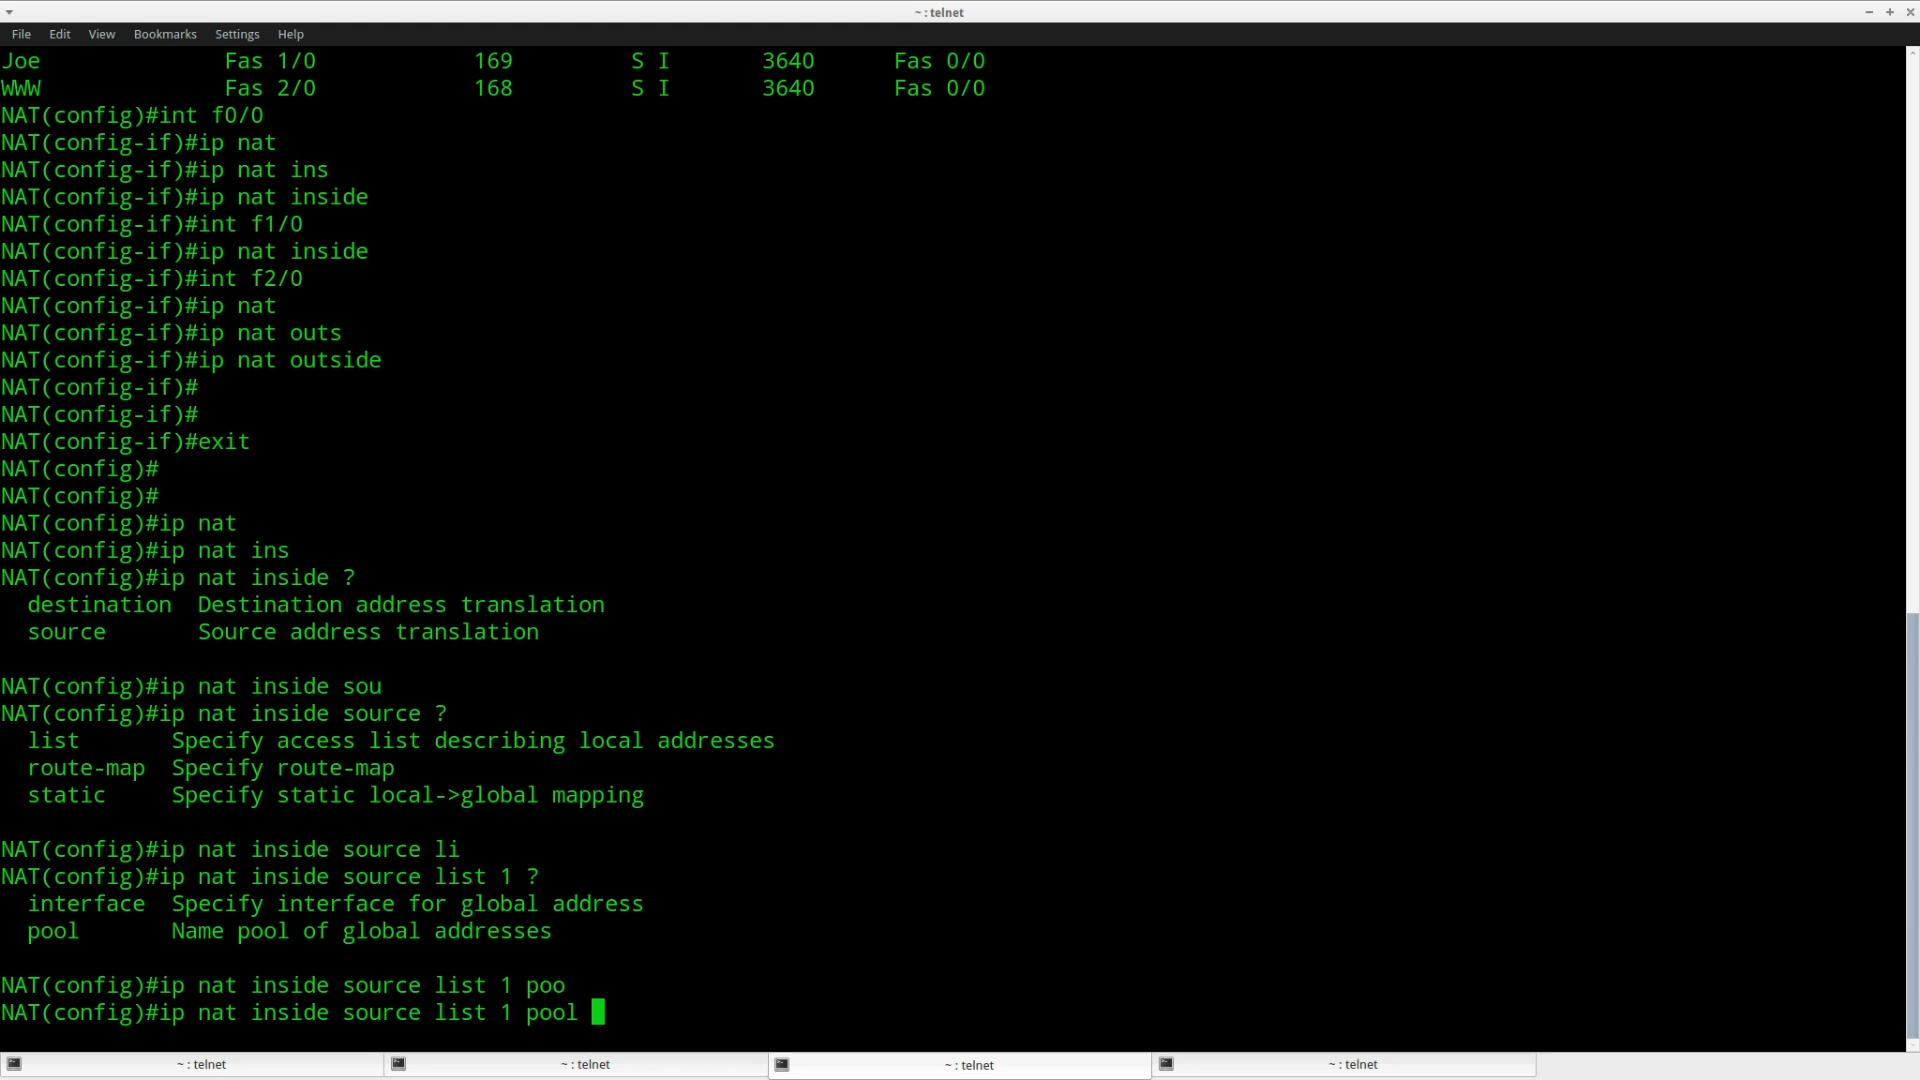 ~ : telnet
File Edit View Bookmarks Settings Help
Joe              Fas 1/0            169         S I       3640      Fas 0/0
WWW              Fas 2/0            168         S I       3640      Fas 0/0
NAT(config)#int f0/0
NAT(config-if)#ip nat
NAT(config-if)#ip nat ins
NAT(config-if)#ip nat inside
NAT(config-if)#int f1/0
NAT(config-if)#ip nat inside
NAT(config-if)#int f2/0
NAT(config-if)#ip nat
NAT(config-if)#ip nat outs
NAT(config-if)#ip nat outside
NAT(config-if)#
NAT(config-if)#
NAT(config-if)#exit
NAT(config)#
NAT(config)#
NAT(config)#ip nat
NAT(config)#ip nat ins
NAT(config)#ip nat inside ?
  destination  Destination address translation
  source       Source address translation
NAT(config)#ip nat inside sou
NAT(config)#ip nat inside source ?
  list       Specify access list describing local addresses
  route-map  Specify route-map
  static     Specify static local->global mapping
NAT(config)#ip nat inside source li
NAT(config)#ip nat inside source list 1 ?
  interface  Specify interface for global address
  pool       Name pool of global addresses
NAT(config)#ip nat inside source list 1 poo
NAT(config)#ip nat inside source list 1 pool
~ : telnet ~ : telnet ~ : telnet ~ : telnet